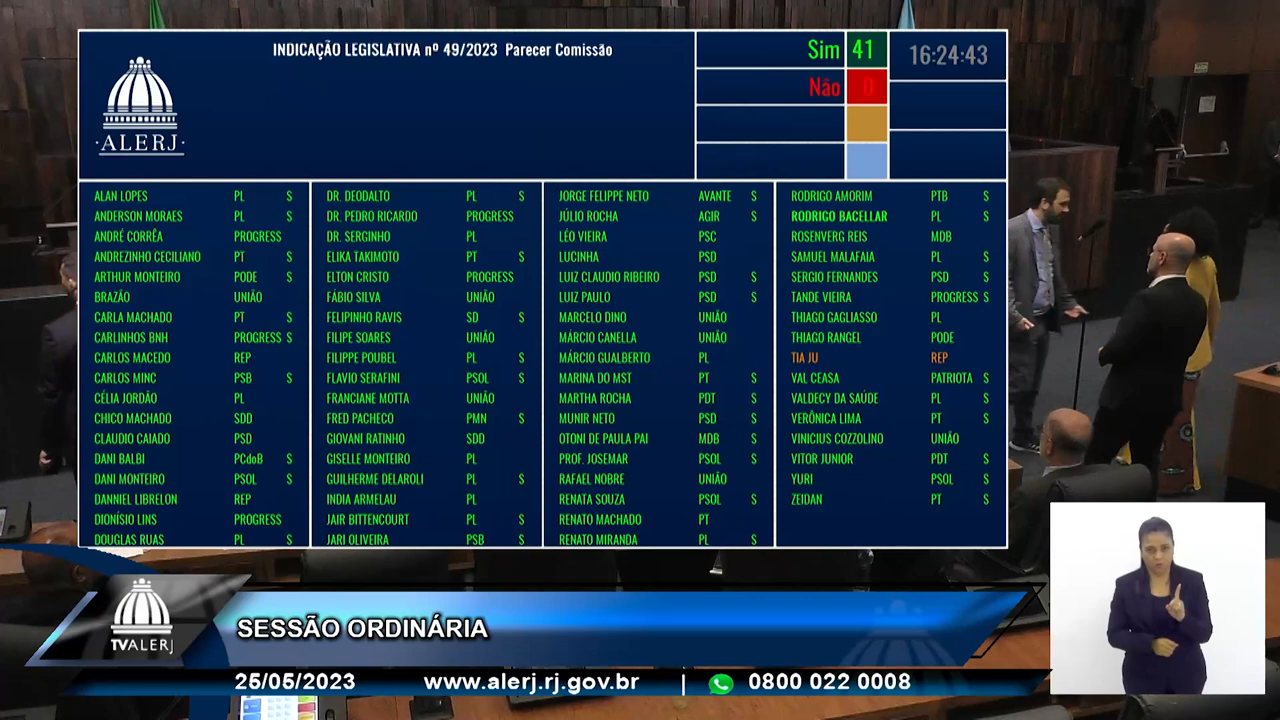 INDICAÇÃO LEGISLATIVA nº 49/2023 Parecer Comissão
Sim 41
Não 0
16:24:43
·ALERJ·
ALAN LOPES PL S
ANDERSON MORAES PL S
ANDRÉ CORRÊA PROGRESS
ANDREZINHO CECILIANO PT S
ARTHUR MONTEIRO PODE S
BRAZÃO UNIÃO
CARLA MACHADO PT S
CARLINHOS BNH PROGRESS S
CARLOS MACEDO REP
CARLOS MINC PSB S
CÉLIA JORDÃO PL
CHICO MACHADO SDD
CLAUDIO CAIADO PSD
DANI BALBI PCdoB S
DANI MONTEIRO PSOL S
DANNIEL LIBRELON REP
DIONÍSIO LINS PROGRESS
DOUGLAS RUAS PL S
DR. DEODALTO PL S
DR. PEDRO RICARDO PROGRESS
DR. SERGINHO PL
ELIKA TAKIMOTO PT S
ELTON CRISTO PROGRESS
FÁBIO SILVA UNIÃO
FELIPINHO RAVIS SD S
FILIPE SOARES UNIÃO
FILIPPE POUBEL PL S
FLAVIO SERAFINI PSOL S
FRANCIANE MOTTA UNIÃO
FRED PACHECO PMN S
GIOVANI RATINHO SDD
GISELLE MONTEIRO PL
GUILHERME DELAROLI PL S
INDIA ARMELAU PL
JAIR BITTENCOURT PL S
JARI OLIVEIRA PSB S
JORGE FELIPPE NETO AVANTE S
JÚLIO ROCHA AGIR S
LÉO VIEIRA PSC
LUCINHA PSD
LUIZ CLAUDIO RIBEIRO PSD S
LUIZ PAULO PSD S
MARCELO DINO UNIÃO
MÁRCIO CANELLA UNIÃO
MÁRCIO GUALBERTO PL
MARINA DO MST PT S
MARTHA ROCHA PDT S
MUNIR NETO PSD S
OTONI DE PAULA PAI MDB S
PROF. JOSEMAR PSOL S
RAFAEL NOBRE UNIÃO
RENATA SOUZA PSOL S
RENATO MACHADO PT
RENATO MIRANDA PL S
RODRIGO AMORIM PTB S
RODRIGO BACELLAR PL S
ROSENVERG REIS MDB
SAMUEL MALAFAIA PL S
SERGIO FERNANDES PSD S
TANDE VIEIRA PROGRESS S
THIAGO GAGLIASSO PL
THIAGO RANGEL PODE
TIA JU REP
VAL CEASA PATRIOTA S
VALDECY DA SAÚDE PL S
VERÔNICA LIMA PT S
VINICIUS COZZOLINO UNIÃO
VITOR JUNIOR PDT S
YURI PSOL S
ZEIDAN PT S
TVALERJ
SESSÃO ORDINÁRIA
25/05/2023 www.alerj.rj.gov.br | 0800 022 0008